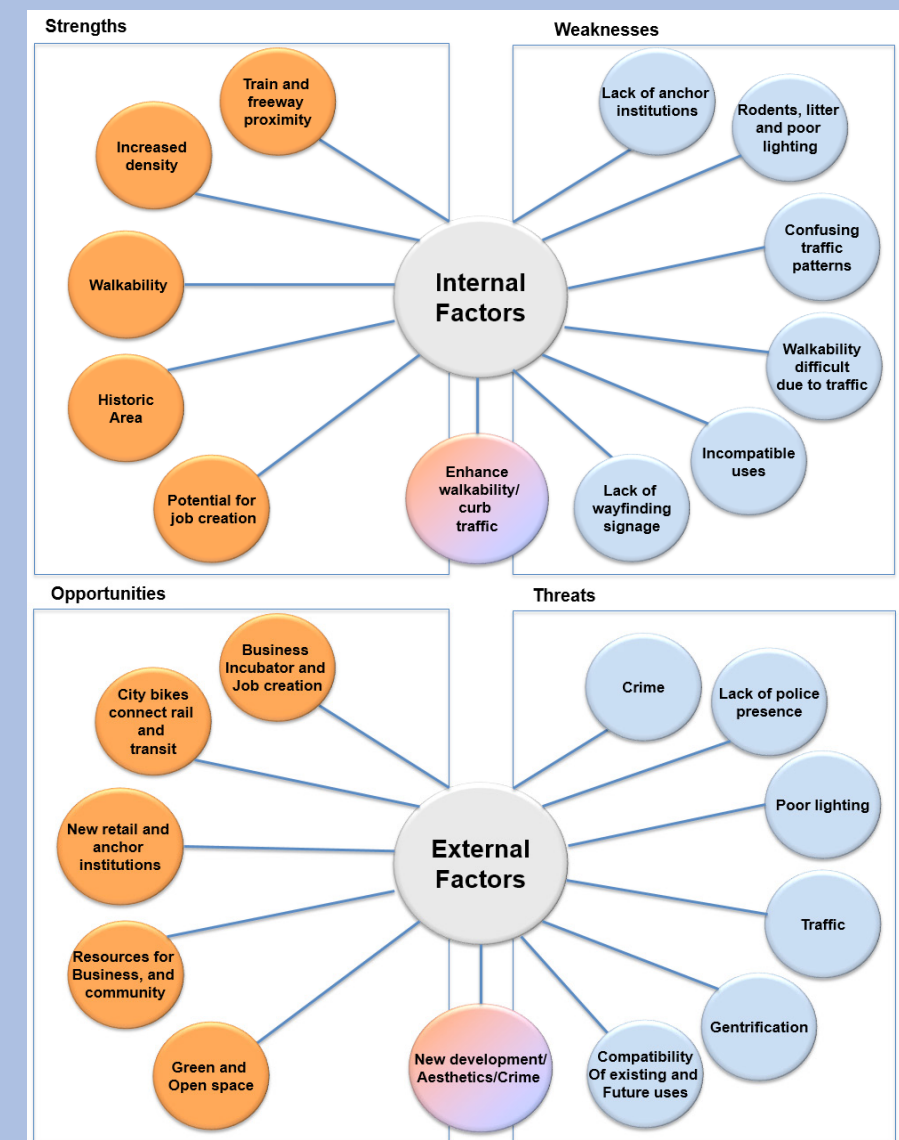 Strengths
Weaknesses
Train and
freeway
proximity
Increased
density
Walkability
Historic
Area
Potential for
job creation
Internal
Factors
Enhance
walkability/
curb
traffic
Lack of anchor
institutions
Rodents, litter
and poor
lighting
Confusing
traffic
patterns
Walkability
difficult
due to traffic
Incompatible
uses
Lack of
wayfinding
signage
Opportunities
Threats
Business
Incubator and
Job creation
City bikes
connect rail
and
transit
New retail and
anchor
institutions
Resources for
Business, and
community
Green and
Open space
External
Factors
New development/
Aesthetics/Crime
Crime
Lack of police
presence
Poor lighting
Traffic
Gentrification
Compatibility
Of existing and
Future uses